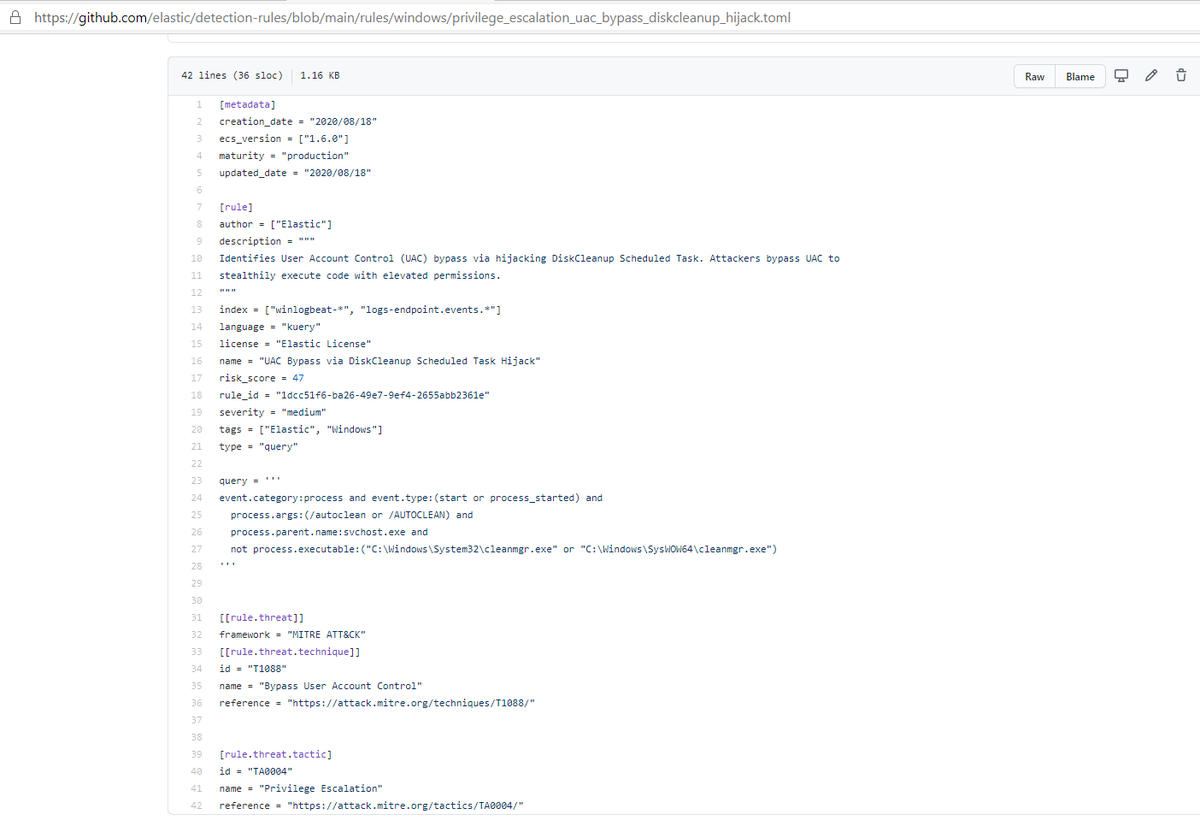 https://github.com/elastic/detection-rules/blob/main/rules/windows/privilege_escalation_uac_bypass_diskcleanup_hijack.toml
42 lines (36 sloc) 1.16 KB Raw Blame
1 [metadata]
2 creation_date = "2020/08/18"
3 ecs_version = ["1.6.0"]
4 maturity = "production"
5 updated_date = "2020/08/18"
6
7 [rule]
8 author = ["Elastic"]
9 description = """
10 Identifies User Account Control (UAC) bypass via hijacking DiskCleanup Scheduled Task. Attackers bypass UAC to
11 stealthily execute code with elevated permissions.
12 """
13 index = ["winlogbeat-*", "logs-endpoint.events.*"]
14 language = "kuery"
15 license = "Elastic License"
16 name = "UAC Bypass via DiskCleanup Scheduled Task Hijack"
17 risk_score = 47
18 rule_id = "1dcc51f6-ba26-49e7-9ef4-2655abb2361e"
19 severity = "medium"
20 tags = ["Elastic", "Windows"]
21 type = "query"
22
23 query = '''
24 event.category:process and event.type:(start or process_started) and
25 process.args:(/autoclean or /AUTOCLEAN) and
26 process.parent.name:svchost.exe and
27 not process.executable:("C:\Windows\System32\cleanmgr.exe" or "C:\Windows\SysWOW64\cleanmgr.exe")
28 '''
29
30
31 [[rule.threat]]
32 framework = "MITRE ATT&CK"
33 [[rule.threat.technique]]
34 id = "T1088"
35 name = "Bypass User Account Control"
36 reference = "https://attack.mitre.org/techniques/T1088/"
37
38
39 [rule.threat.tactic]
40 id = "TA0004"
41 name = "Privilege Escalation"
42 reference = "https://attack.mitre.org/tactics/TA0004/"